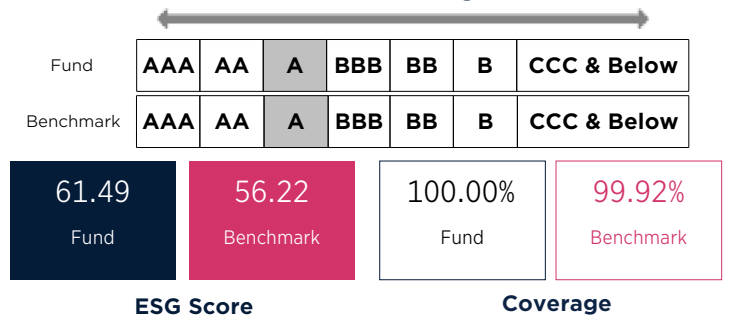 Fund AAA AA A BBB BB B CCC & Below
Benchmark AAA AA A BBB BB B CCC & Below
61.49 56.22 100.00% 99.92%
Fund Benchmark Fund Benchmark
ESG Score Coverage